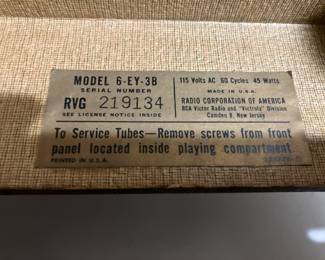 MODEL 6-EY-3B
SERIAL NUMBER
RVG 219134
SEE LICENSE NOTICE INSIDE
115 Volts AC 60 Cycles 45 Watts
MADE IN U.S.A.
RADIO CORPORATION OF AMERICA
RCA Victor Radio and "Victrola" Division
Camden 8, New Jersey
To Service Tubes—Remove screws from front
panel located inside playing compartment
PRINTED IN U.S.A.